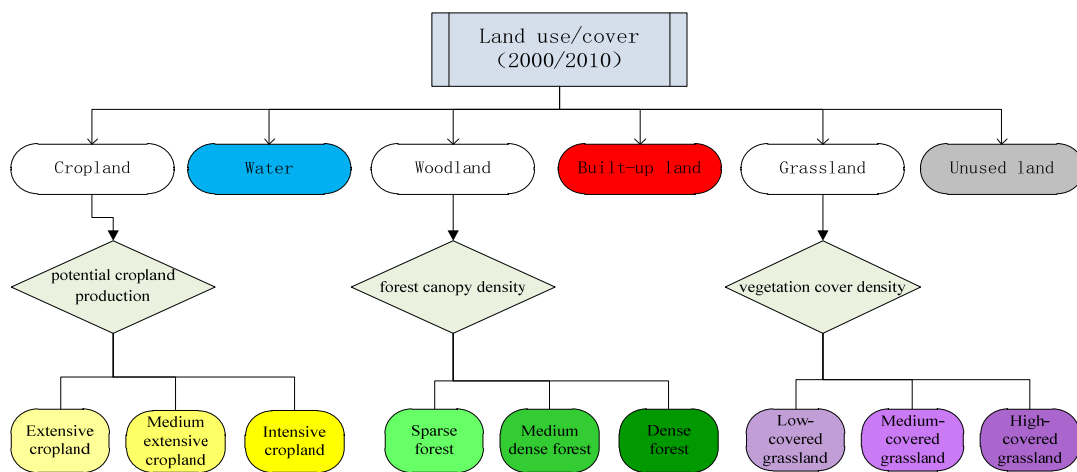 Land use/cover
(2000/2010)
Cropland
Water
Woodland
Built-up land
Grassland
Unused land
potential cropland
production
forest canopy density
vegetation cover density
Extensive
cropland
Medium
extensive
cropland
Intensive
cropland
Sparse
forest
Medium
dense forest
Dense
forest
Low-
covered
grassland
Medium-
covered
grassland
High-
covered
grassland